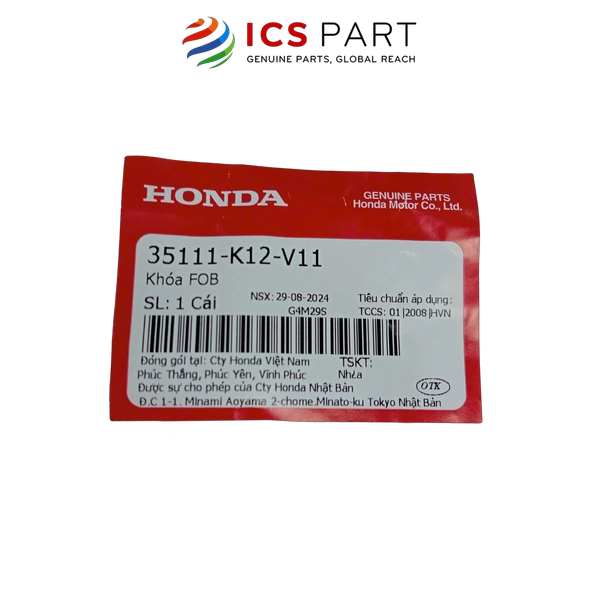 ICS PART
GENUINE PARTS, GLOBAL REACH
HONDA
GENUINE PARTS
Honda Motor Co., Ltd.
35111-K12-V11
Khóa FOB
SL: 1 Cái
NSX: 29-08-2024
G4M29S
Tiêu chuẩn áp dụng:
TCCS: 01|2008|HVN
Đóng gói tại: Cty Honda Việt Nam
Phúc Thắng, Phúc Yên, Vĩnh Phúc
TSKT:
Nhựa
Được sự cho phép của Cty Honda Nhật Bản
Đ.C 1-1. Minami Aoyama 2-chome.Minato-ku Tokyo Nhật Bản
OTK